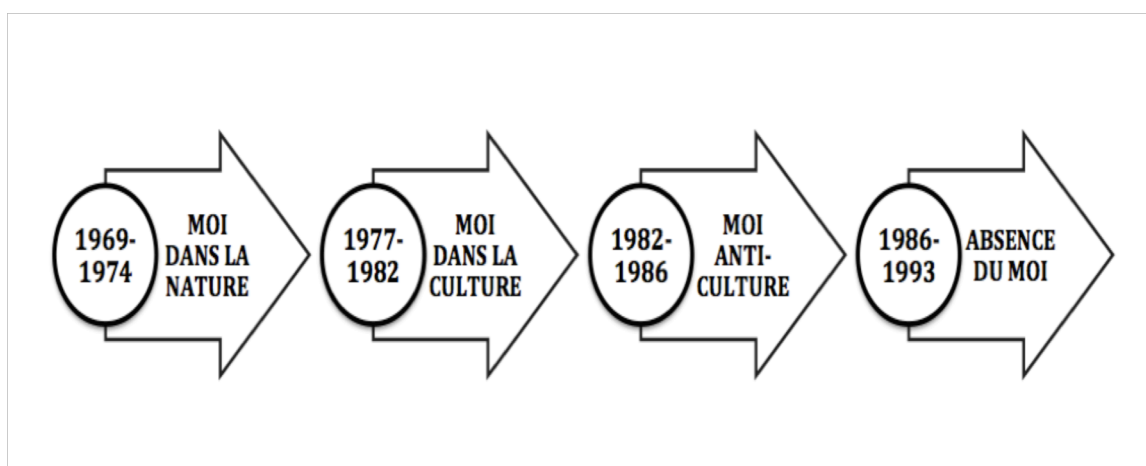 1969-
1974
MOI
DANS LA
NATURE
1977-
1982
MOI
DANS LA
CULTURE
1982-
1986
MOI
ANTI-
CULTURE
1986-
1993
ABSENCE
DU MOI